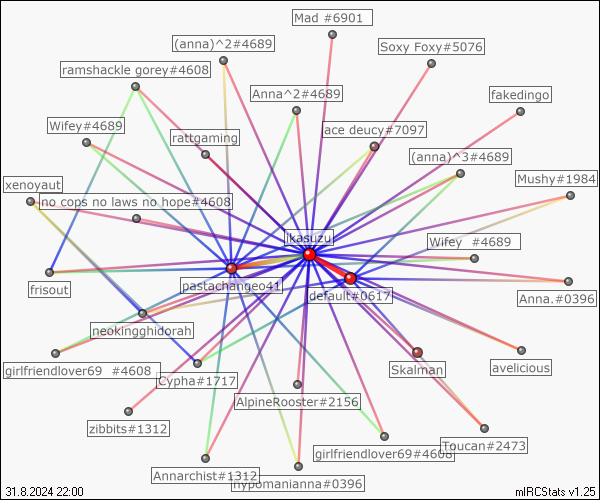 Mad #6901
(anna)^2#4689
Soxy Foxy#5076
ramshackle gorey#4608
Anna^2#4689
fakedingo
Wifey#4689
rattgaming
ace deucy#7097
(anna)^3#4689
xenoyaut
Mushy#1984
no cops no laws no hope#4608
ikasuzu
Wifey #4689
frisout
pastachangeo41
default#0617
Anna.#0396
neokingghidorah
girlfriendlover69 #4608
Cypha#1717
Skalman
avelicious
AlpineRooster#2156
zibbits#1312
Toucan#2473
girlfriendlover69#4608
Annarchist#1312
hypomanianna#0396
31.8.2024 22:00
mIRCStats v1.25